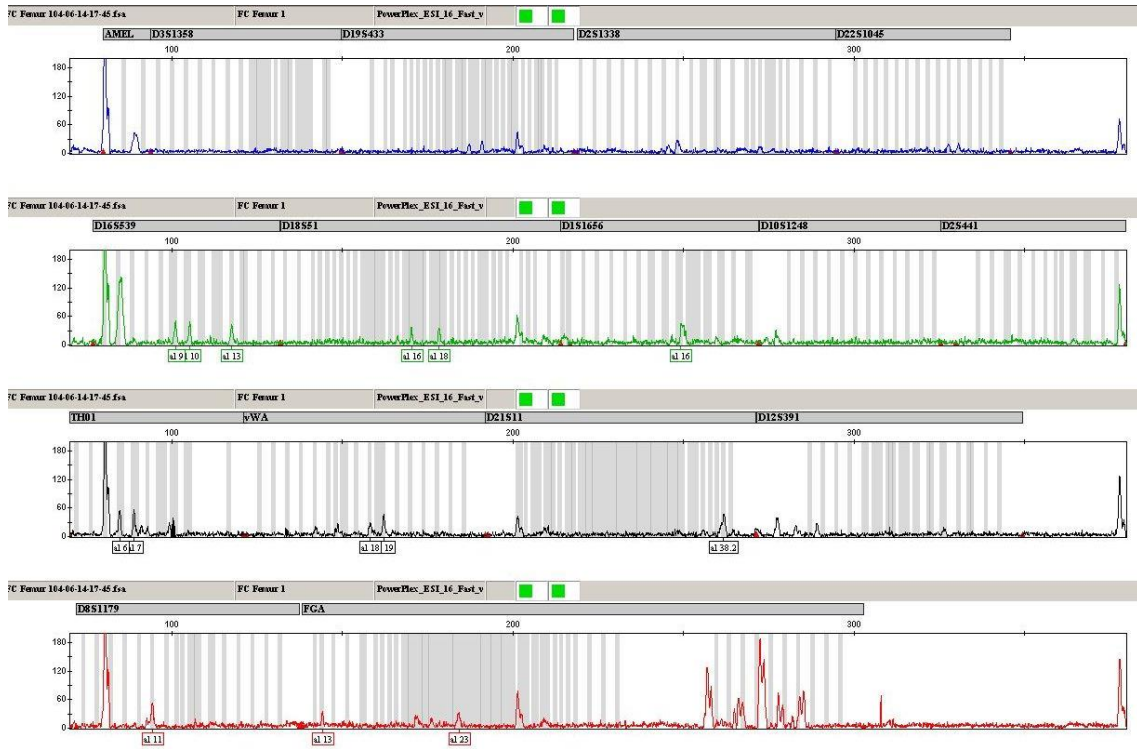 FC Femur 104-06-14-17-45.fsa FC Femur 1 PowerPlex_ESI_16_Fast_v
AMEL D3S1358 D19S433 D2S1338 D22S1045
100 200 300
180
120
60
0
FC Femur 104-06-14-17-45.fsa FC Femur 1 PowerPlex_ESI_16_Fast_v
D16S539 D18S51 D1S1656 D10S1248 D2S441
100 200 300
180
120
60
0
al 9 l 10 al 13 al 16 al 18 al 16
FC Femur 104-06-14-17-45.fsa FC Femur 1 PowerPlex_ESI_16_Fast_v
TH01 vWA D21S11 D12S391
100 200 300
180
120
60
0
al 6 l 7 al 18 19 al 38.2
FC Femur 104-06-14-17-45.fsa FC Femur 1 PowerPlex_ESI_16_Fast_v
D8S1179 FGA
100 200 300
180
120
60
0
al 11 al 13 al 23